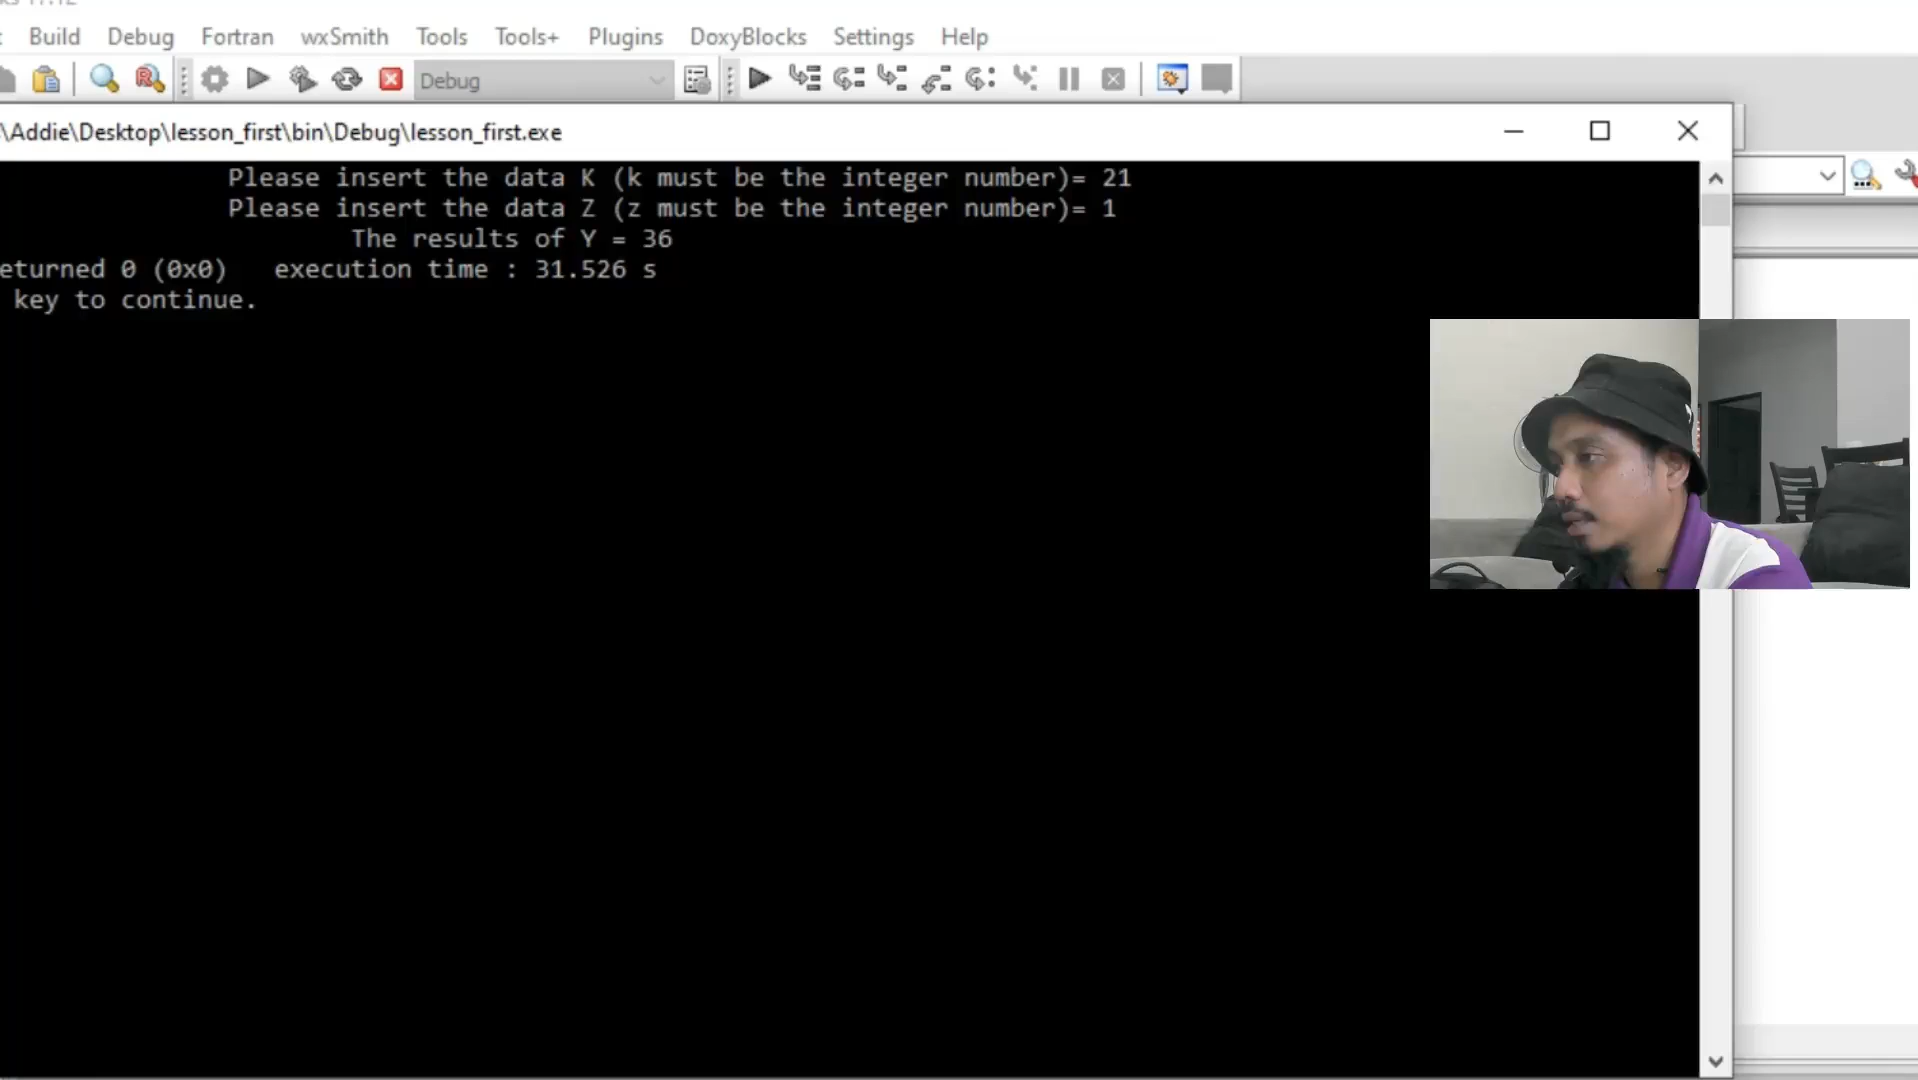 Build Debug Fortran wxSmith Tools Tools+ Plugins DoxyBlocks Settings Help
Debug
\Addie\Desktop\lesson_first\bin\Debug\lesson_first.exe
Please insert the data K (k must be the integer number)= 21
Please insert the data Z (z must be the integer number)= 1
The results of Y = 36
eturned 0 (0x0) execution time : 31.526 s
key to continue.